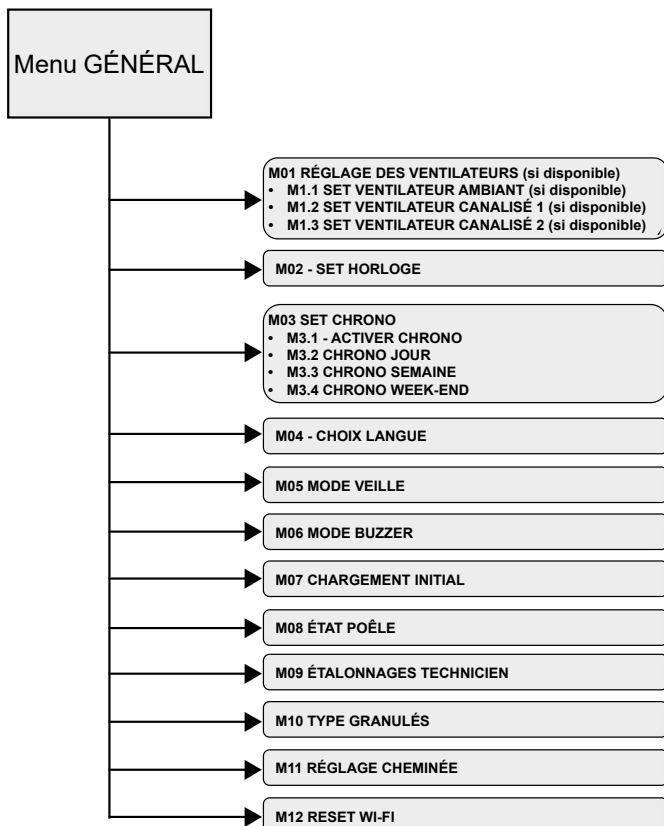 Menu GÉNÉRAL
M01 RÉGLAGE DES VENTILATEURS (si disponible)
• M1.1 SET VENTILATEUR AMBIANT (si disponible)
• M1.2 SET VENTILATEUR CANALISÉ 1 (si disponible)
• M1.3 SET VENTILATEUR CANALISÉ 2 (si disponible)
M02 - SET HORLOGE
M03 SET CHRONO
• M3.1 - ACTIVER CHRONO
• M3.2 CHRONO JOUR
• M3.3 CHRONO SEMAINE
• M3.4 CHRONO WEEK-END
M04 - CHOIX LANGUE
M05 MODE VEILLE
M06 MODE BUZZER
M07 CHARGEMENT INITIAL
M08 ÉTAT POÊLE
M09 ÉTALONNAGES TECHNICIEN
M10 TYPE GRANULÉS
M11 RÉGLAGE CHEMINÉE
M12 RESET WI-FI